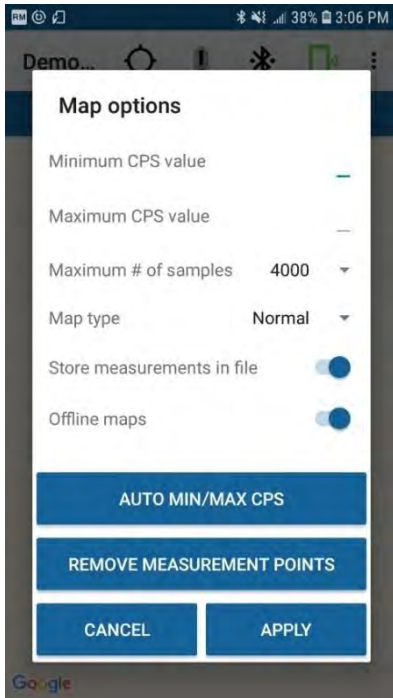 RM 38% 3:06 PM
Demo...
Map options
Minimum CPS value
Maximum CPS value
Maximum # of samples 4000
Map type Normal
Store measurements in file
Offline maps
AUTO MIN/MAX CPS
REMOVE MEASUREMENT POINTS
CANCEL APPLY
Google